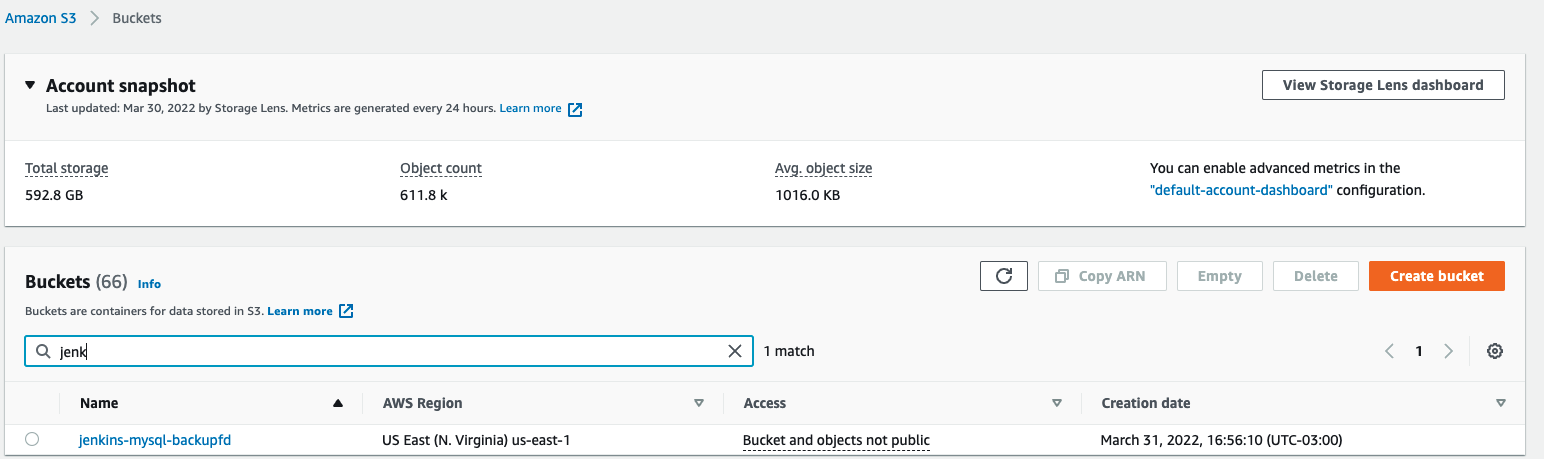 Amazon S3 > Buckets
Account snapshot
View Storage Lens dashboard
Last updated: Mar 30, 2022 by Storage Lens. Metrics are generated every 24 hours. Learn more
Total storage Object count Avg. object size You can enable advanced metrics in the
592.8 GB 611.8 k 1016.0 KB "default-account-dashboard" configuration.
Buckets (66) Info
Copy ARN Empty Delete Create bucket
Buckets are containers for data stored in S3. Learn more
jenk 1 match 1
Name AWS Region Access Creation date
jenkins-mysql-backupfd US East (N. Virginia) us-east-1 Bucket and objects not public March 31, 2022, 16:56:10 (UTC-03:00)